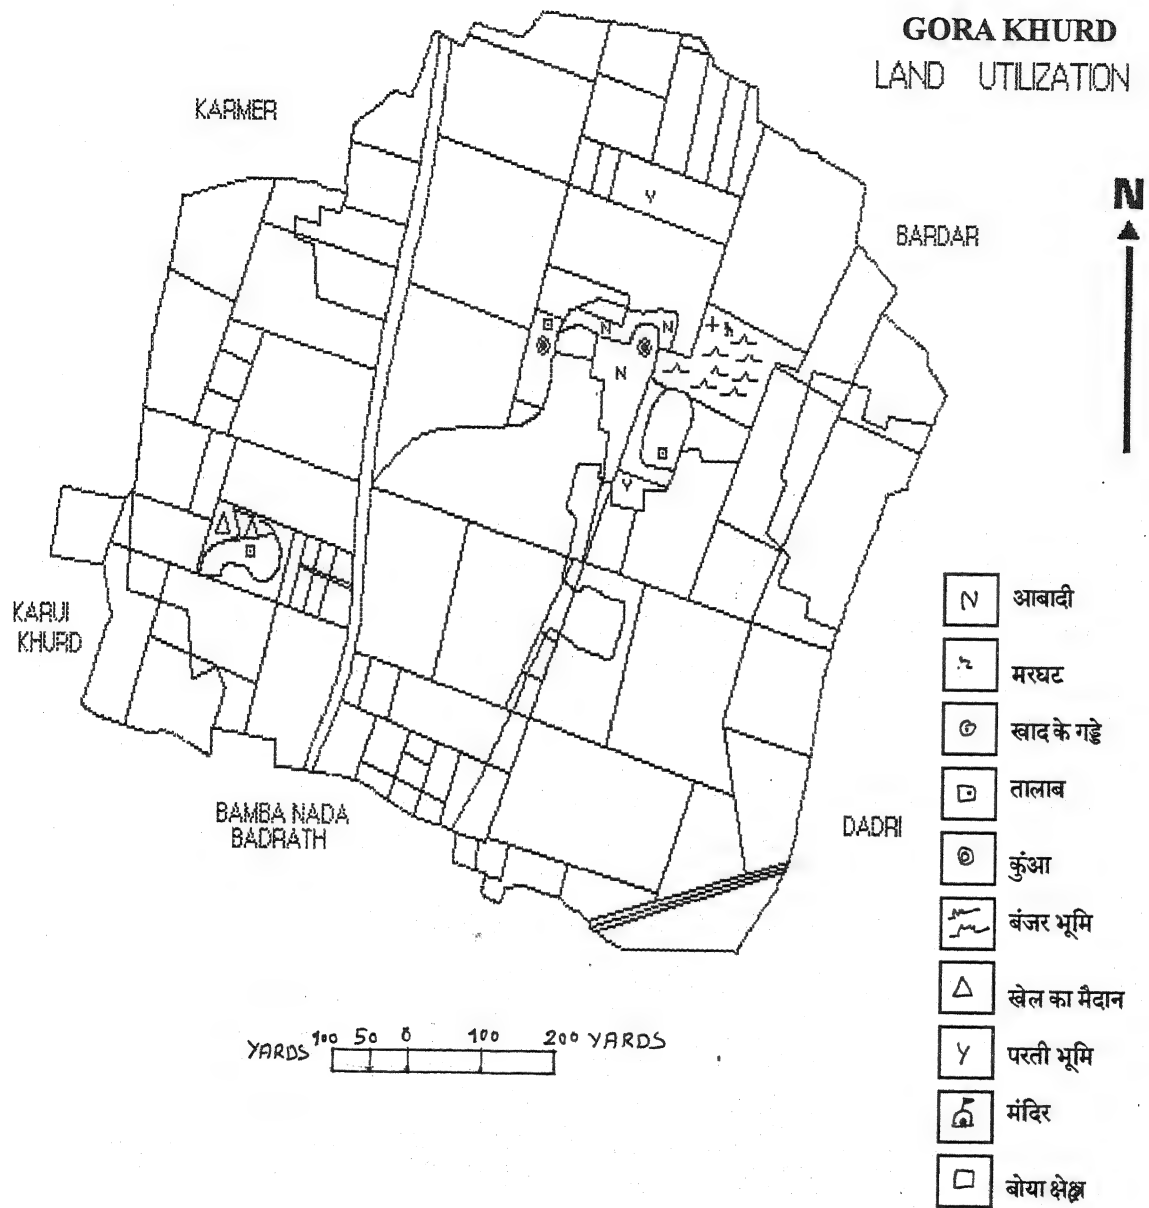 GORA KHURD
LAND UTILIZATION
KARMER
N
BARDAR
Y
N
N
N
Y
KARUI
KHURD
BAMBA NADA
BADRATH
DADRI
N आबादी
मरघट
खाद के गड्डे
तालाब
कुंआ
बंजर भूमि
खेल का मैदान
Y परती भूमि
मंदिर
बोया क्षेत्र
YARDS 100 50 0 100 200 YARDS